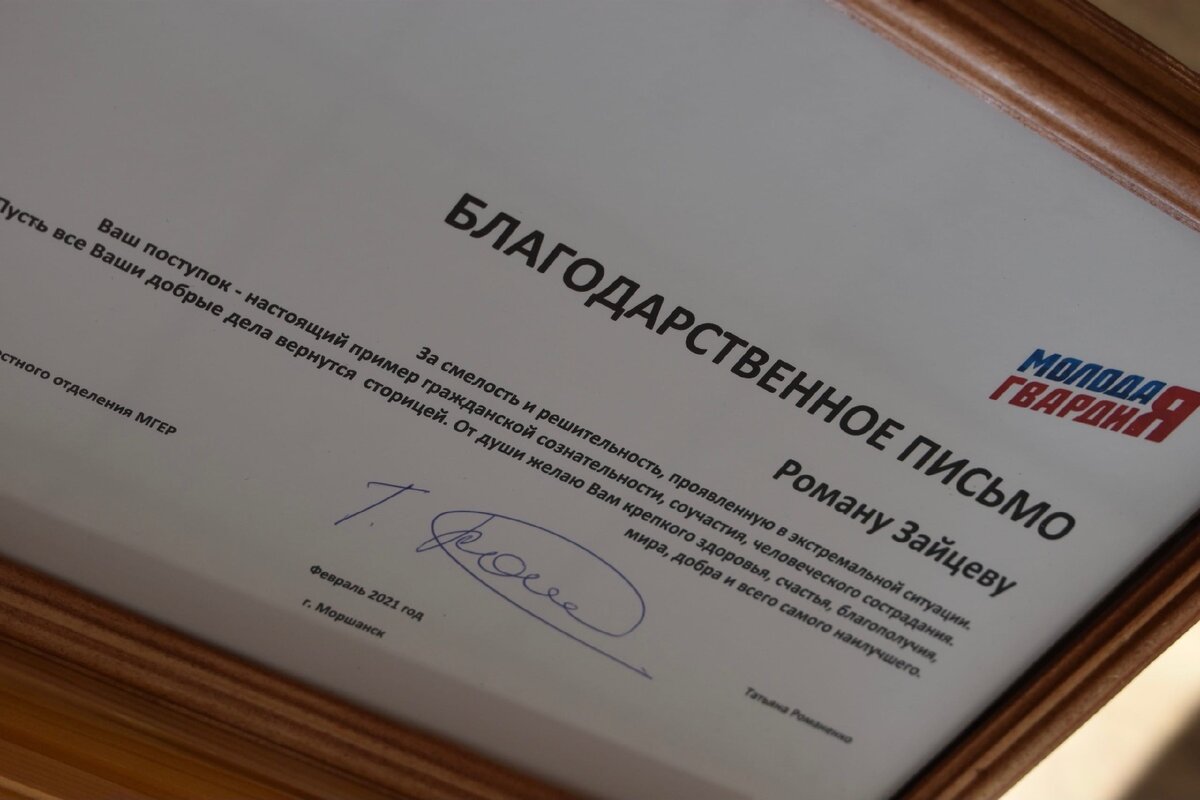 МОЛОДАЯ
ГВАРДИЯ
БЛАГОДАРСТВЕННОЕ ПИСЬМО
Роману Зайцеву
За смелость и решительность, проявленную в экстремальной ситуации.
Ваш поступок - настоящий пример гражданской сознательности, соучастия, человеческого сострадания.
Пусть все Ваши добрые дела вернутся сторицей. От души желаю Вам крепкого здоровья, счастья, благополучия,
мира, добра и всего самого наилучшего.
отделения МГЕР
Татьяна Романенко
Февраль 2021 год
г. Моршанск